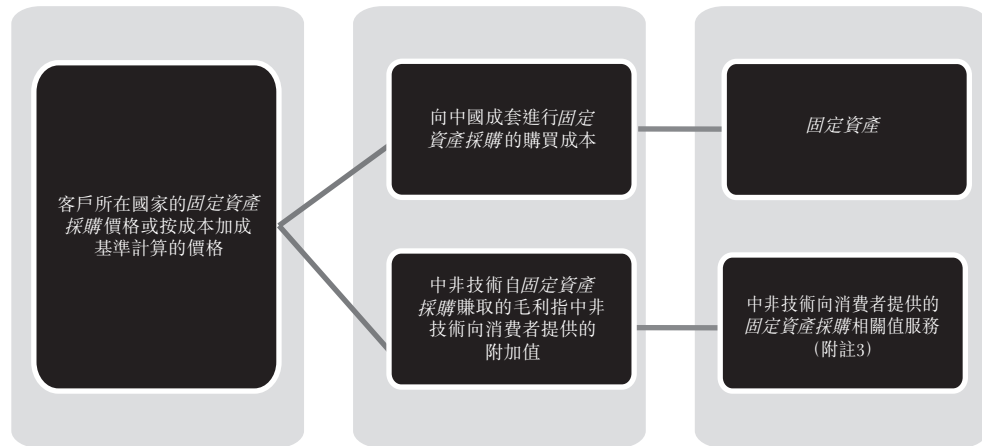 客戶所在國家的固定資產
採購價格或按成本加成
基準計算的價格
向中國成套進行固定
資產採購的購買成本
固定資產
中非技術自固定資產
採購賺取的毛利指中非
技術向消費者提供的
附加值
中非技術向消費者提供的
固定資產採購相關值服務
(附註3)